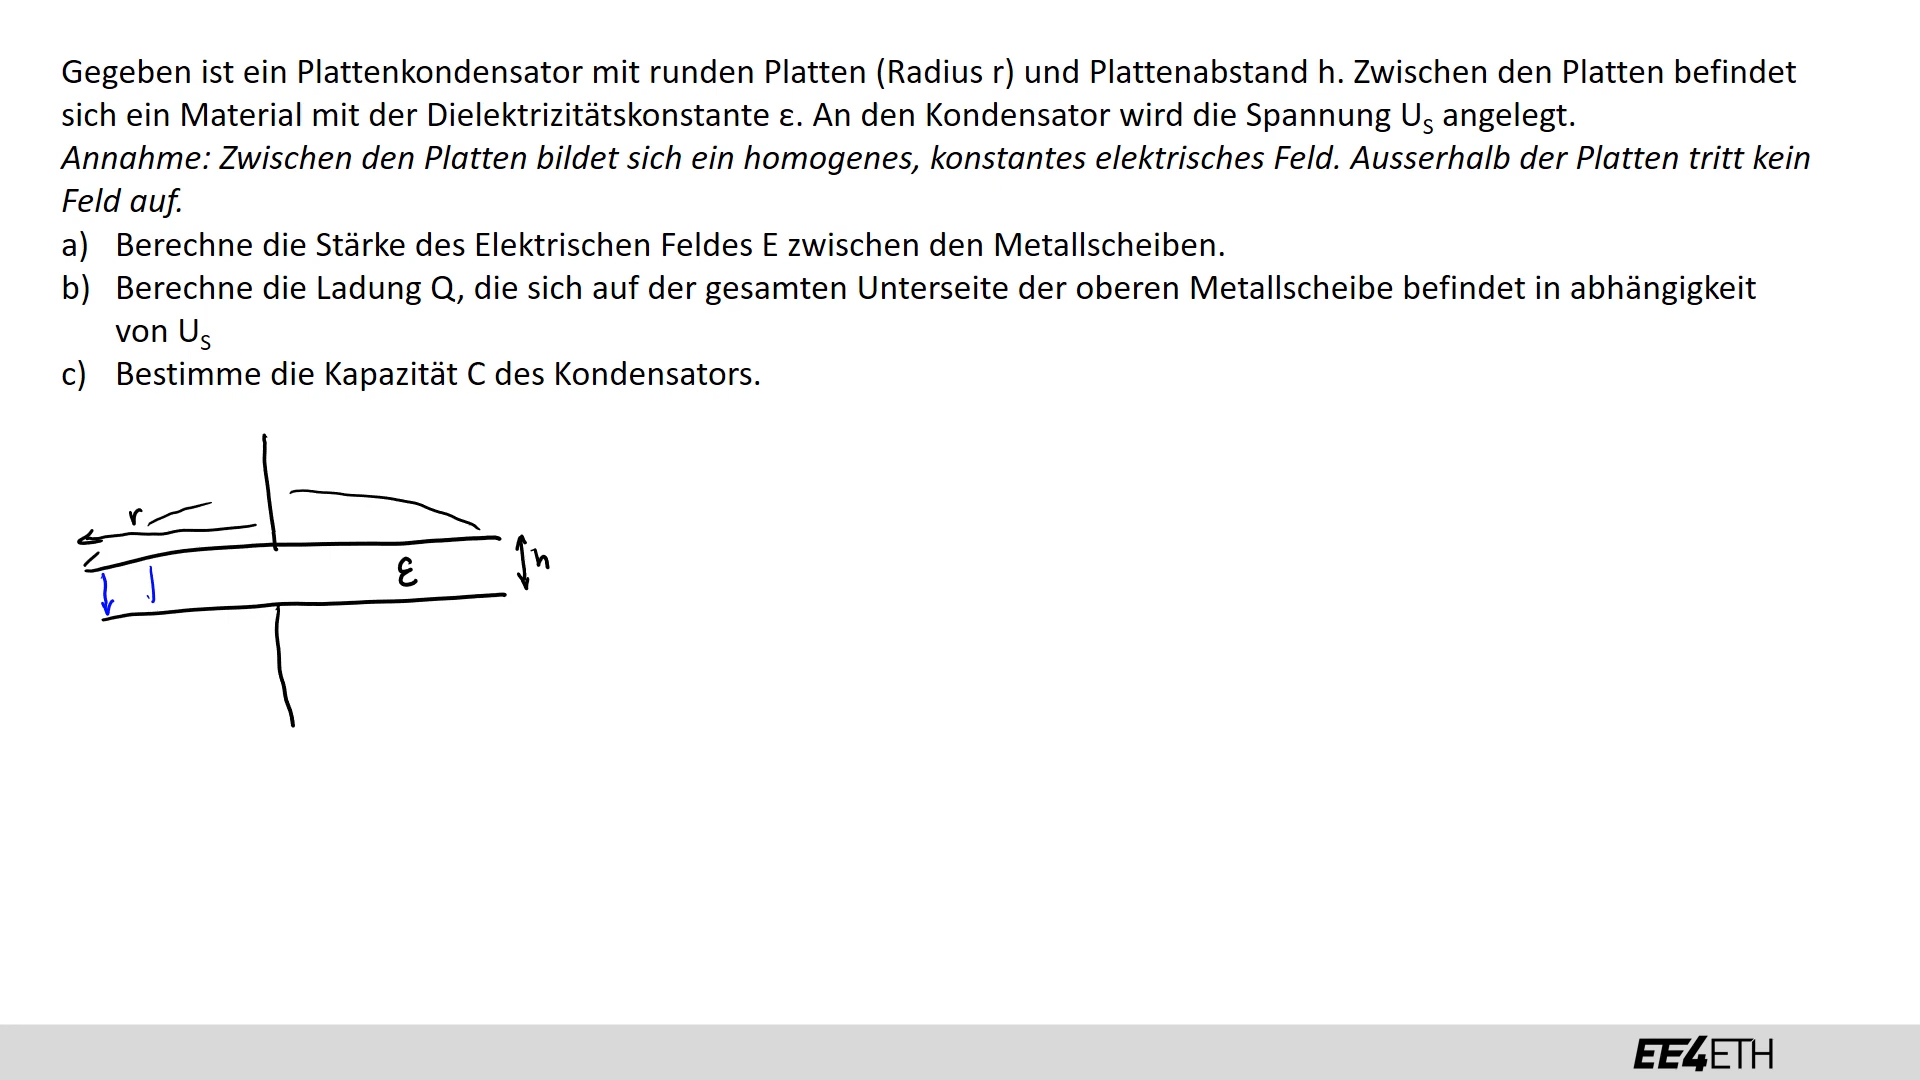 Gegeben ist ein Plattenkondensator mit runden Platten (Radius r) und Plattenabstand h. Zwischen den Platten befindet
sich ein Material mit der Dielektrizitätskonstante ε. An den Kondensator wird die Spannung U_S angelegt.
Annahme: Zwischen den Platten bildet sich ein homogenes, konstantes elektrisches Feld. Ausserhalb der Platten tritt kein
Feld auf.
a) Berechne die Stärke des Elektrischen Feldes E zwischen den Metallscheiben.
b) Berechne die Ladung Q, die sich auf der gesamten Unterseite der oberen Metallscheibe befindet in abhängigkeit
von U_S
c) Bestimme die Kapazität C des Kondensators.
r
ε
h
EE4ETH